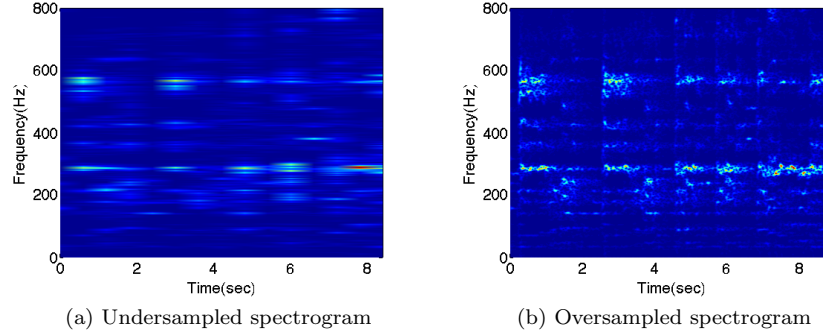 800
600
400
200
0
Frequency(Hz)
0 2 4 6 8
Time(sec)
(a) Undersampled spectrogram
800
600
400
200
0
Frequency(Hz)
0 2 4 6 8
Time(sec)
(b) Oversampled spectrogram